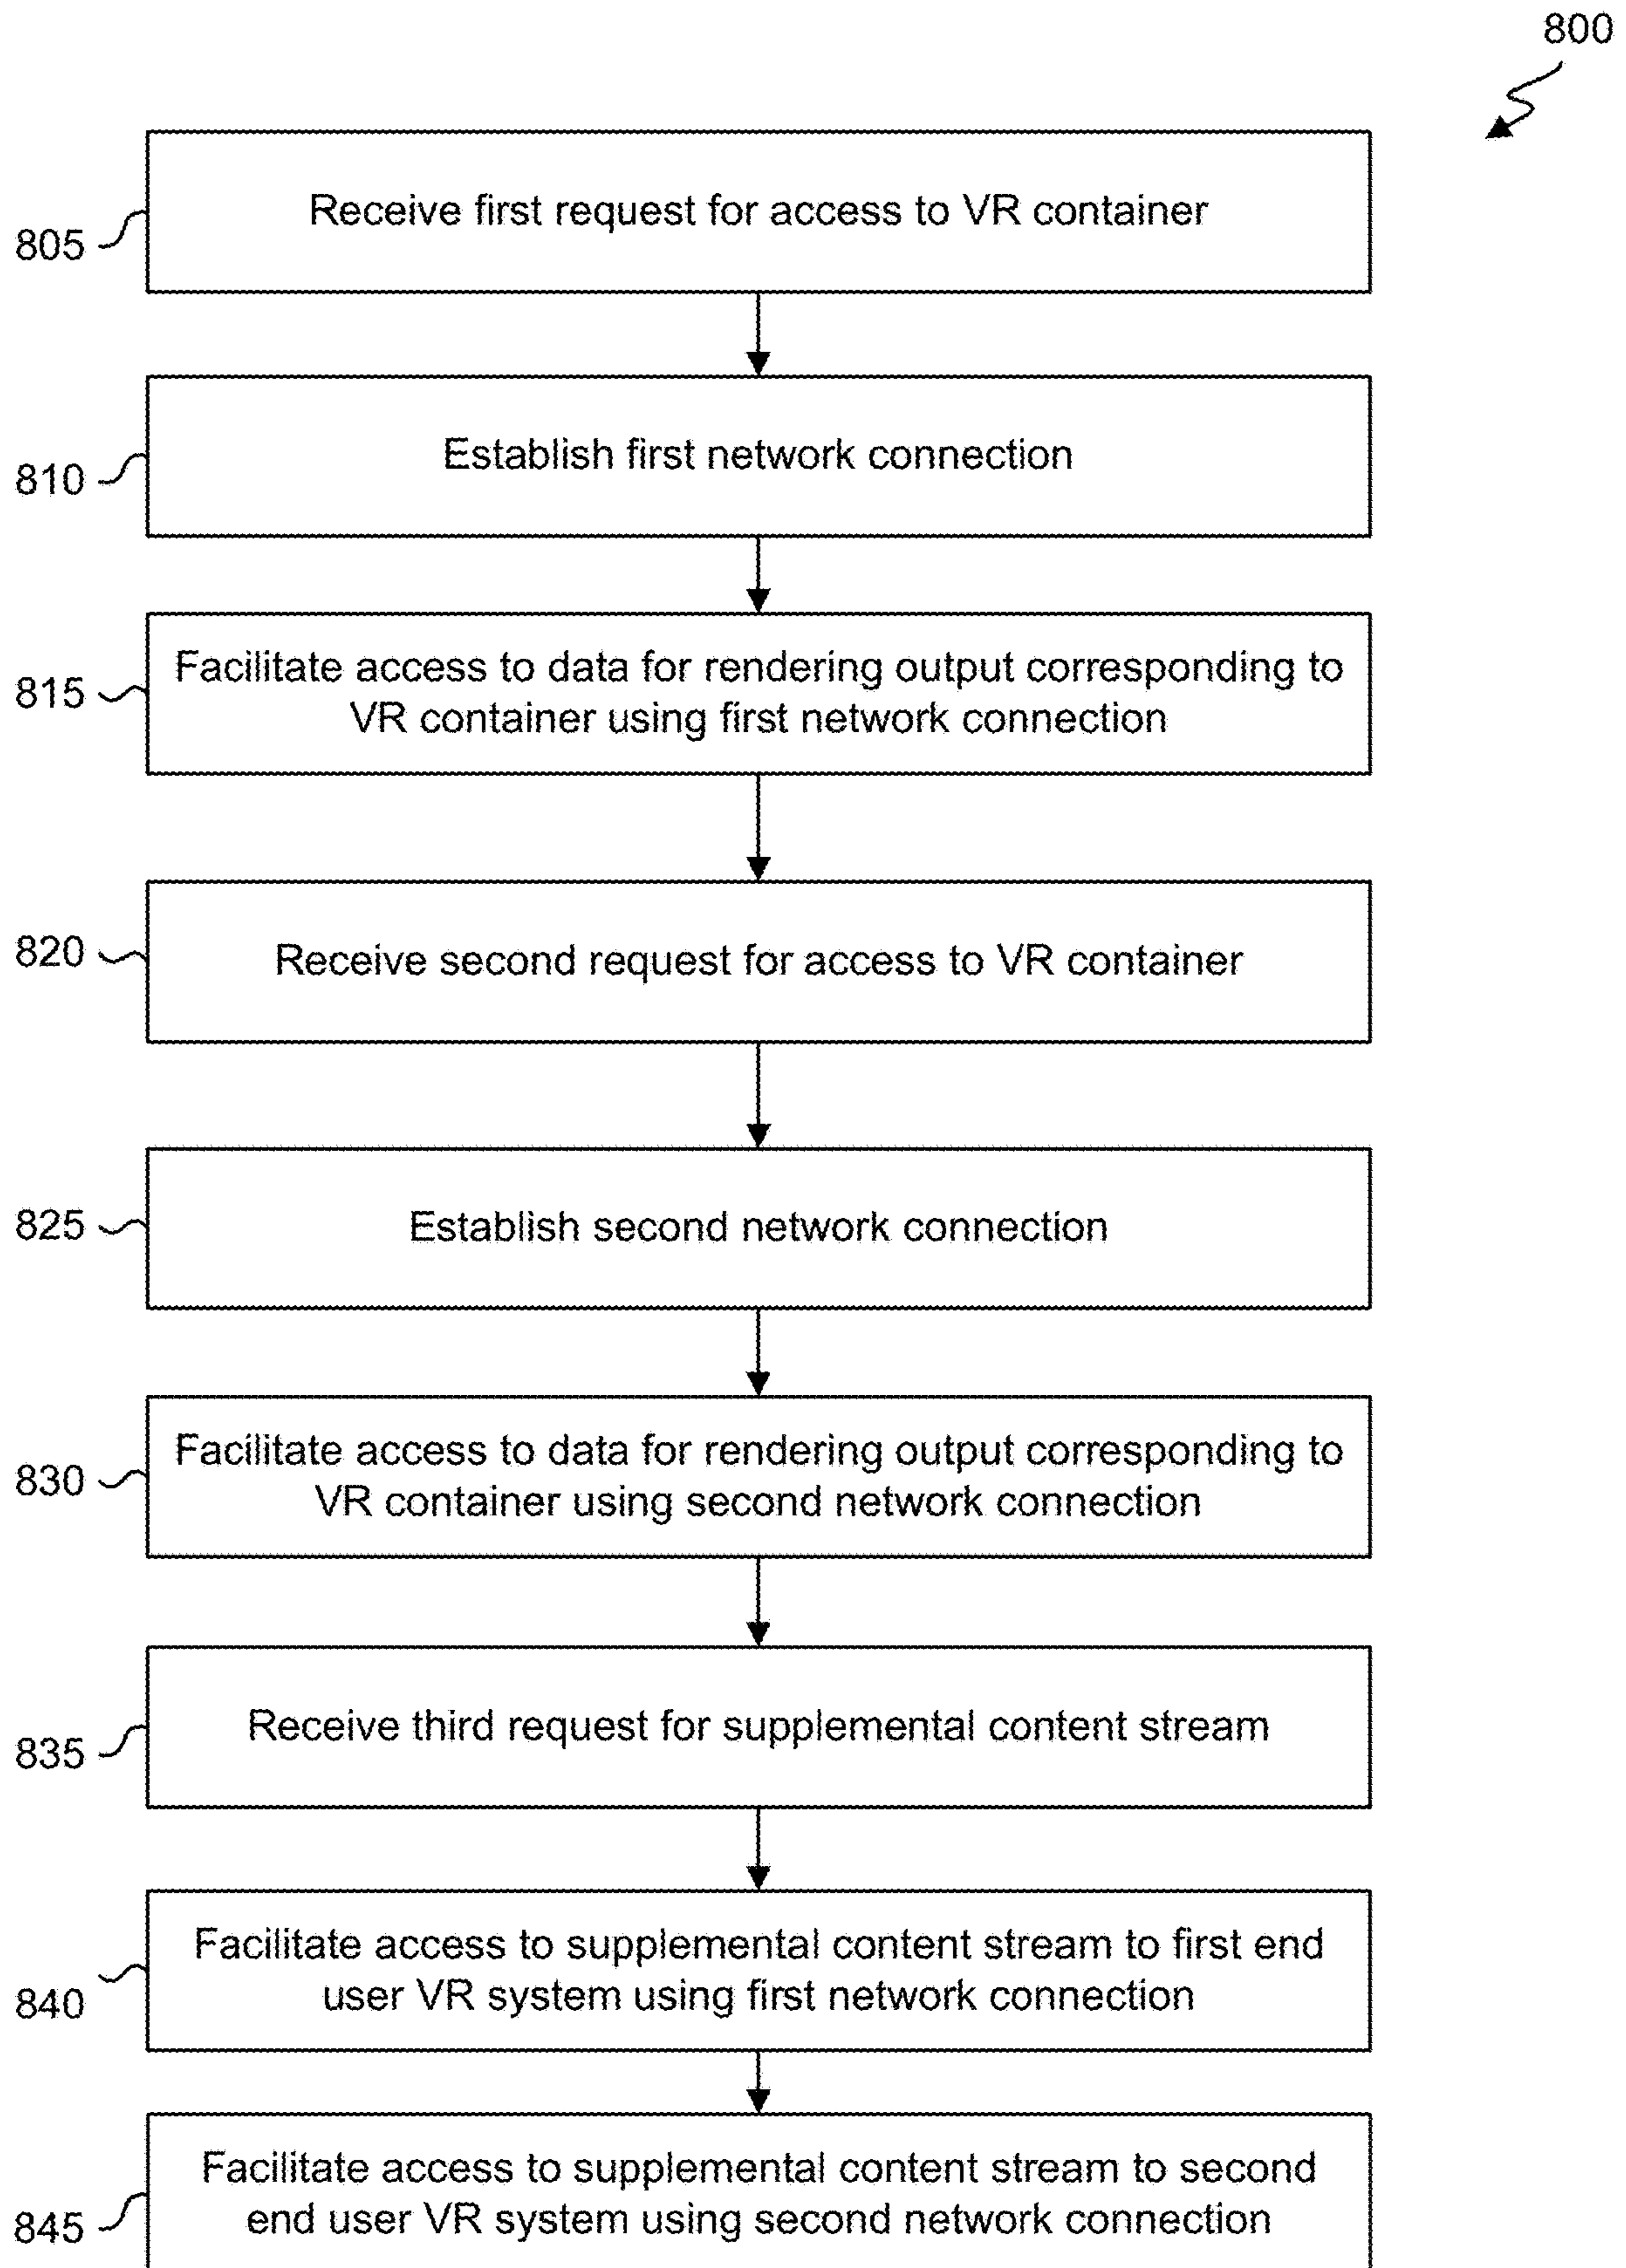 800
805
Receive first request for access to VR container
810
Establish first network connection
815
Facilitate access to data for rendering output corresponding to
VR container using first network connection
820
Receive second request for access to VR container
825
Establish second network connection
830
Facilitate access to data for rendering output corresponding to
VR container using second network connection
835
Receive third request for supplemental content stream
840
Facilitate access to supplemental content stream to first end
user VR system using first network connection
845
Facilitate access to supplemental content stream to second
end user VR system using second network connection